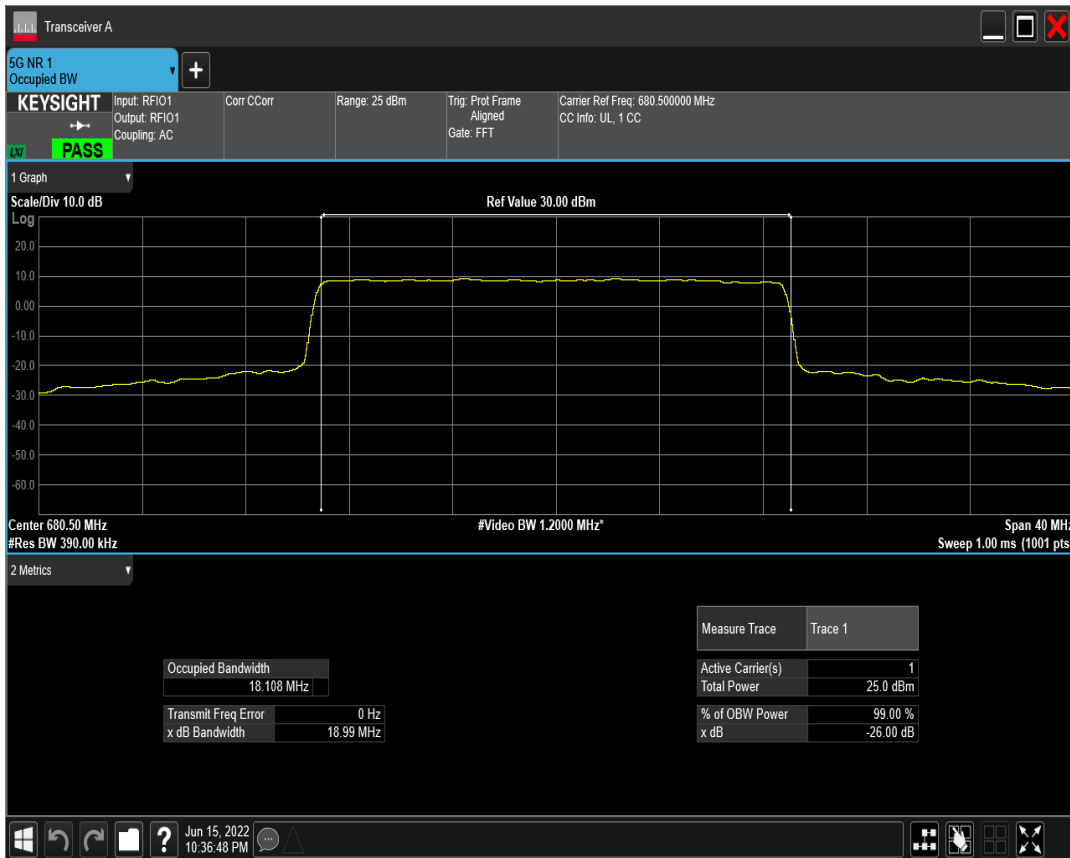 Transceiver A
5G NR 1
Occupied BW
+
KEYSIGHT
LXI
PASS
Input: RFIO1
Output: RFIO1
Coupling: AC
Corr CCorr
Range: 25 dBm
Trig: Prot Frame
Aligned
Gate: FFT
Carrier Ref Freq: 680.500000 MHz
CC Info: UL, 1 CC
1 Graph
Scale/Div 10.0 dB
Ref Value 30.00 dBm
Log
20.0
10.0
0.00
-10.0
-20.0
-30.0
-40.0
-50.0
-60.0
Center 680.50 MHz
#Video BW 1.2000 MHz*
Span 40 MHz
#Res BW 390.00 kHz
Sweep 1.00 ms (1001 pts
2 Metrics
Measure Trace Trace 1
Occupied Bandwidth
18.108 MHz
Active Carrier(s) 1
Total Power 25.0 dBm
Transmit Freq Error 0 Hz
x dB Bandwidth 18.99 MHz
% of OBW Power 99.00 %
x dB -26.00 dB
?
Jun 15, 2022
10:36:48 PM